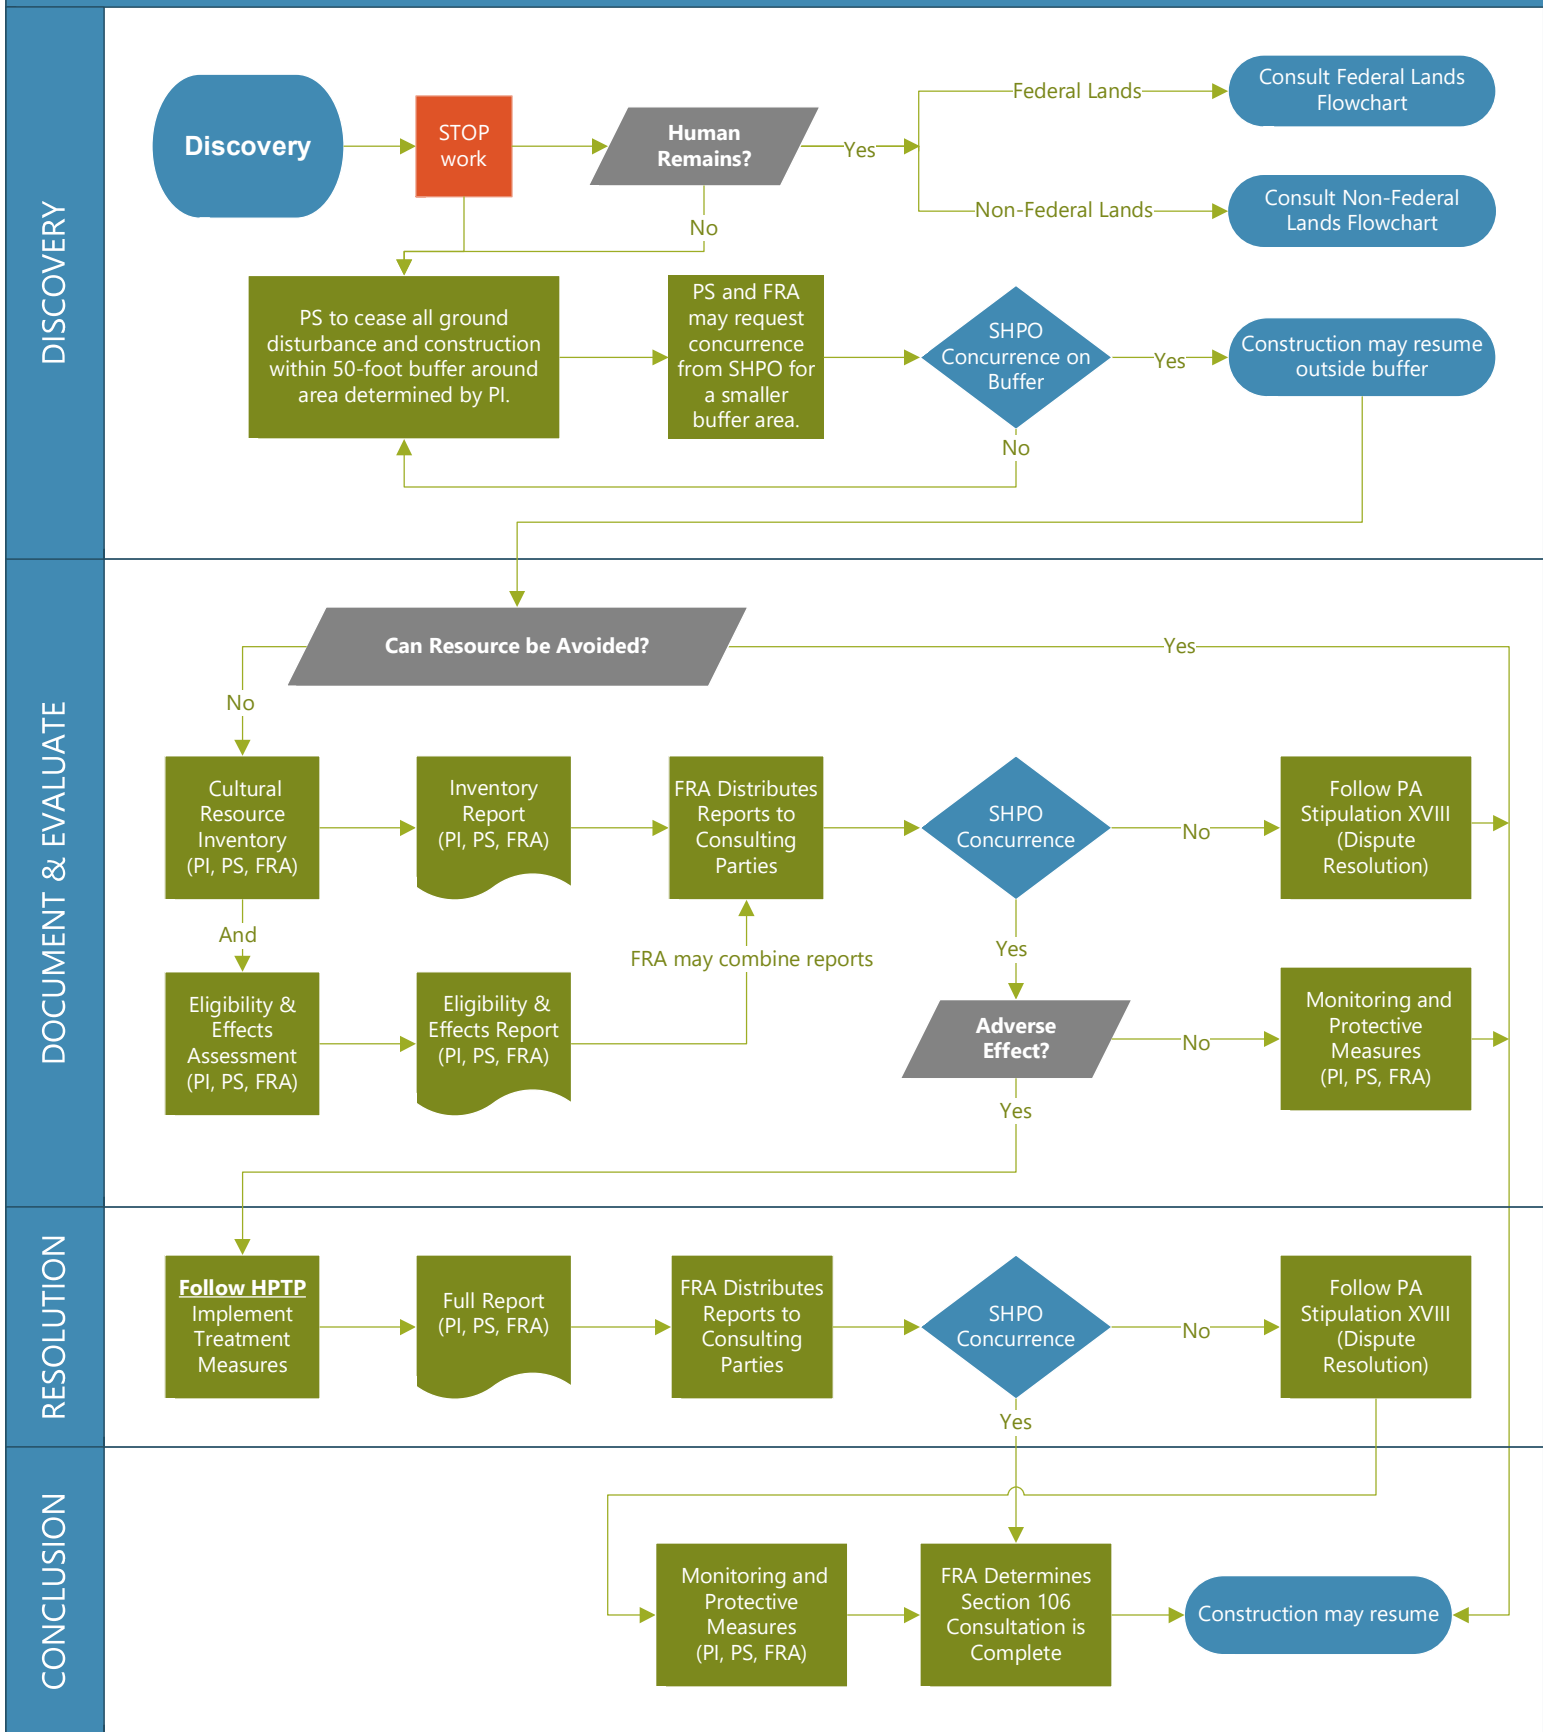 DISCOVERY
Discovery
STOP
work
Human
Remains?
Yes
Federal Lands
Consult Federal Lands
Flowchart
Non-Federal Lands
Consult Non-Federal
Lands Flowchart
No
PS to cease all ground
disturbance and construction
within 50-foot buffer around
area determined by PI.
PS and FRA
may request
concurrence
from SHPO for
a smaller
buffer area.
SHPO
Concurrence on
Buffer
Yes
Construction may resume
outside buffer
No
DOCUMENT & EVALUATE
Can Resource be Avoided?
Yes
No
Cultural
Resource
Inventory
(PI, PS, FRA)
Inventory
Report
(PI, PS, FRA)
FRA Distributes
Reports to
Consulting
Parties
SHPO
Concurrence
No
Follow PA
Stipulation XVIII
(Dispute
Resolution)
And
FRA may combine reports
Yes
Eligibility &
Effects
Assessment
(PI, PS, FRA)
Eligibility &
Effects Report
(PI, PS, FRA)
Adverse
Effect?
No
Monitoring and
Protective
Measures
(PI, PS, FRA)
Yes
RESOLUTION
Follow HPTP
Implement
Treatment
Measures
Full Report
(PI, PS, FRA)
FRA Distributes
Reports to
Consulting
Parties
SHPO
Concurrence
No
Follow PA
Stipulation XVIII
(Dispute
Resolution)
Yes
CONCLUSION
Monitoring and
Protective
Measures
(PI, PS, FRA)
FRA Determines
Section 106
Consultation is
Complete
Construction may resume